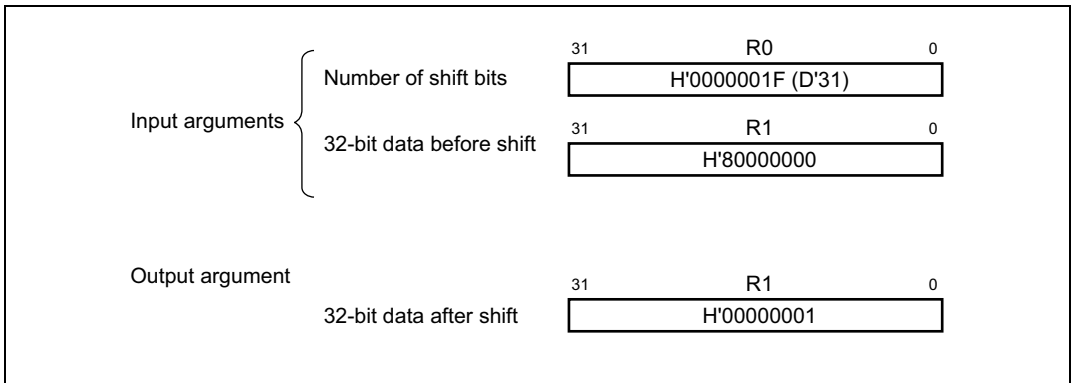 31 R0 0
Number of shift bits
H'0000001F (D'31)
Input arguments
31 R1 0
32-bit data before shift
H'80000000
Output argument
31 R1 0
32-bit data after shift
H'00000001